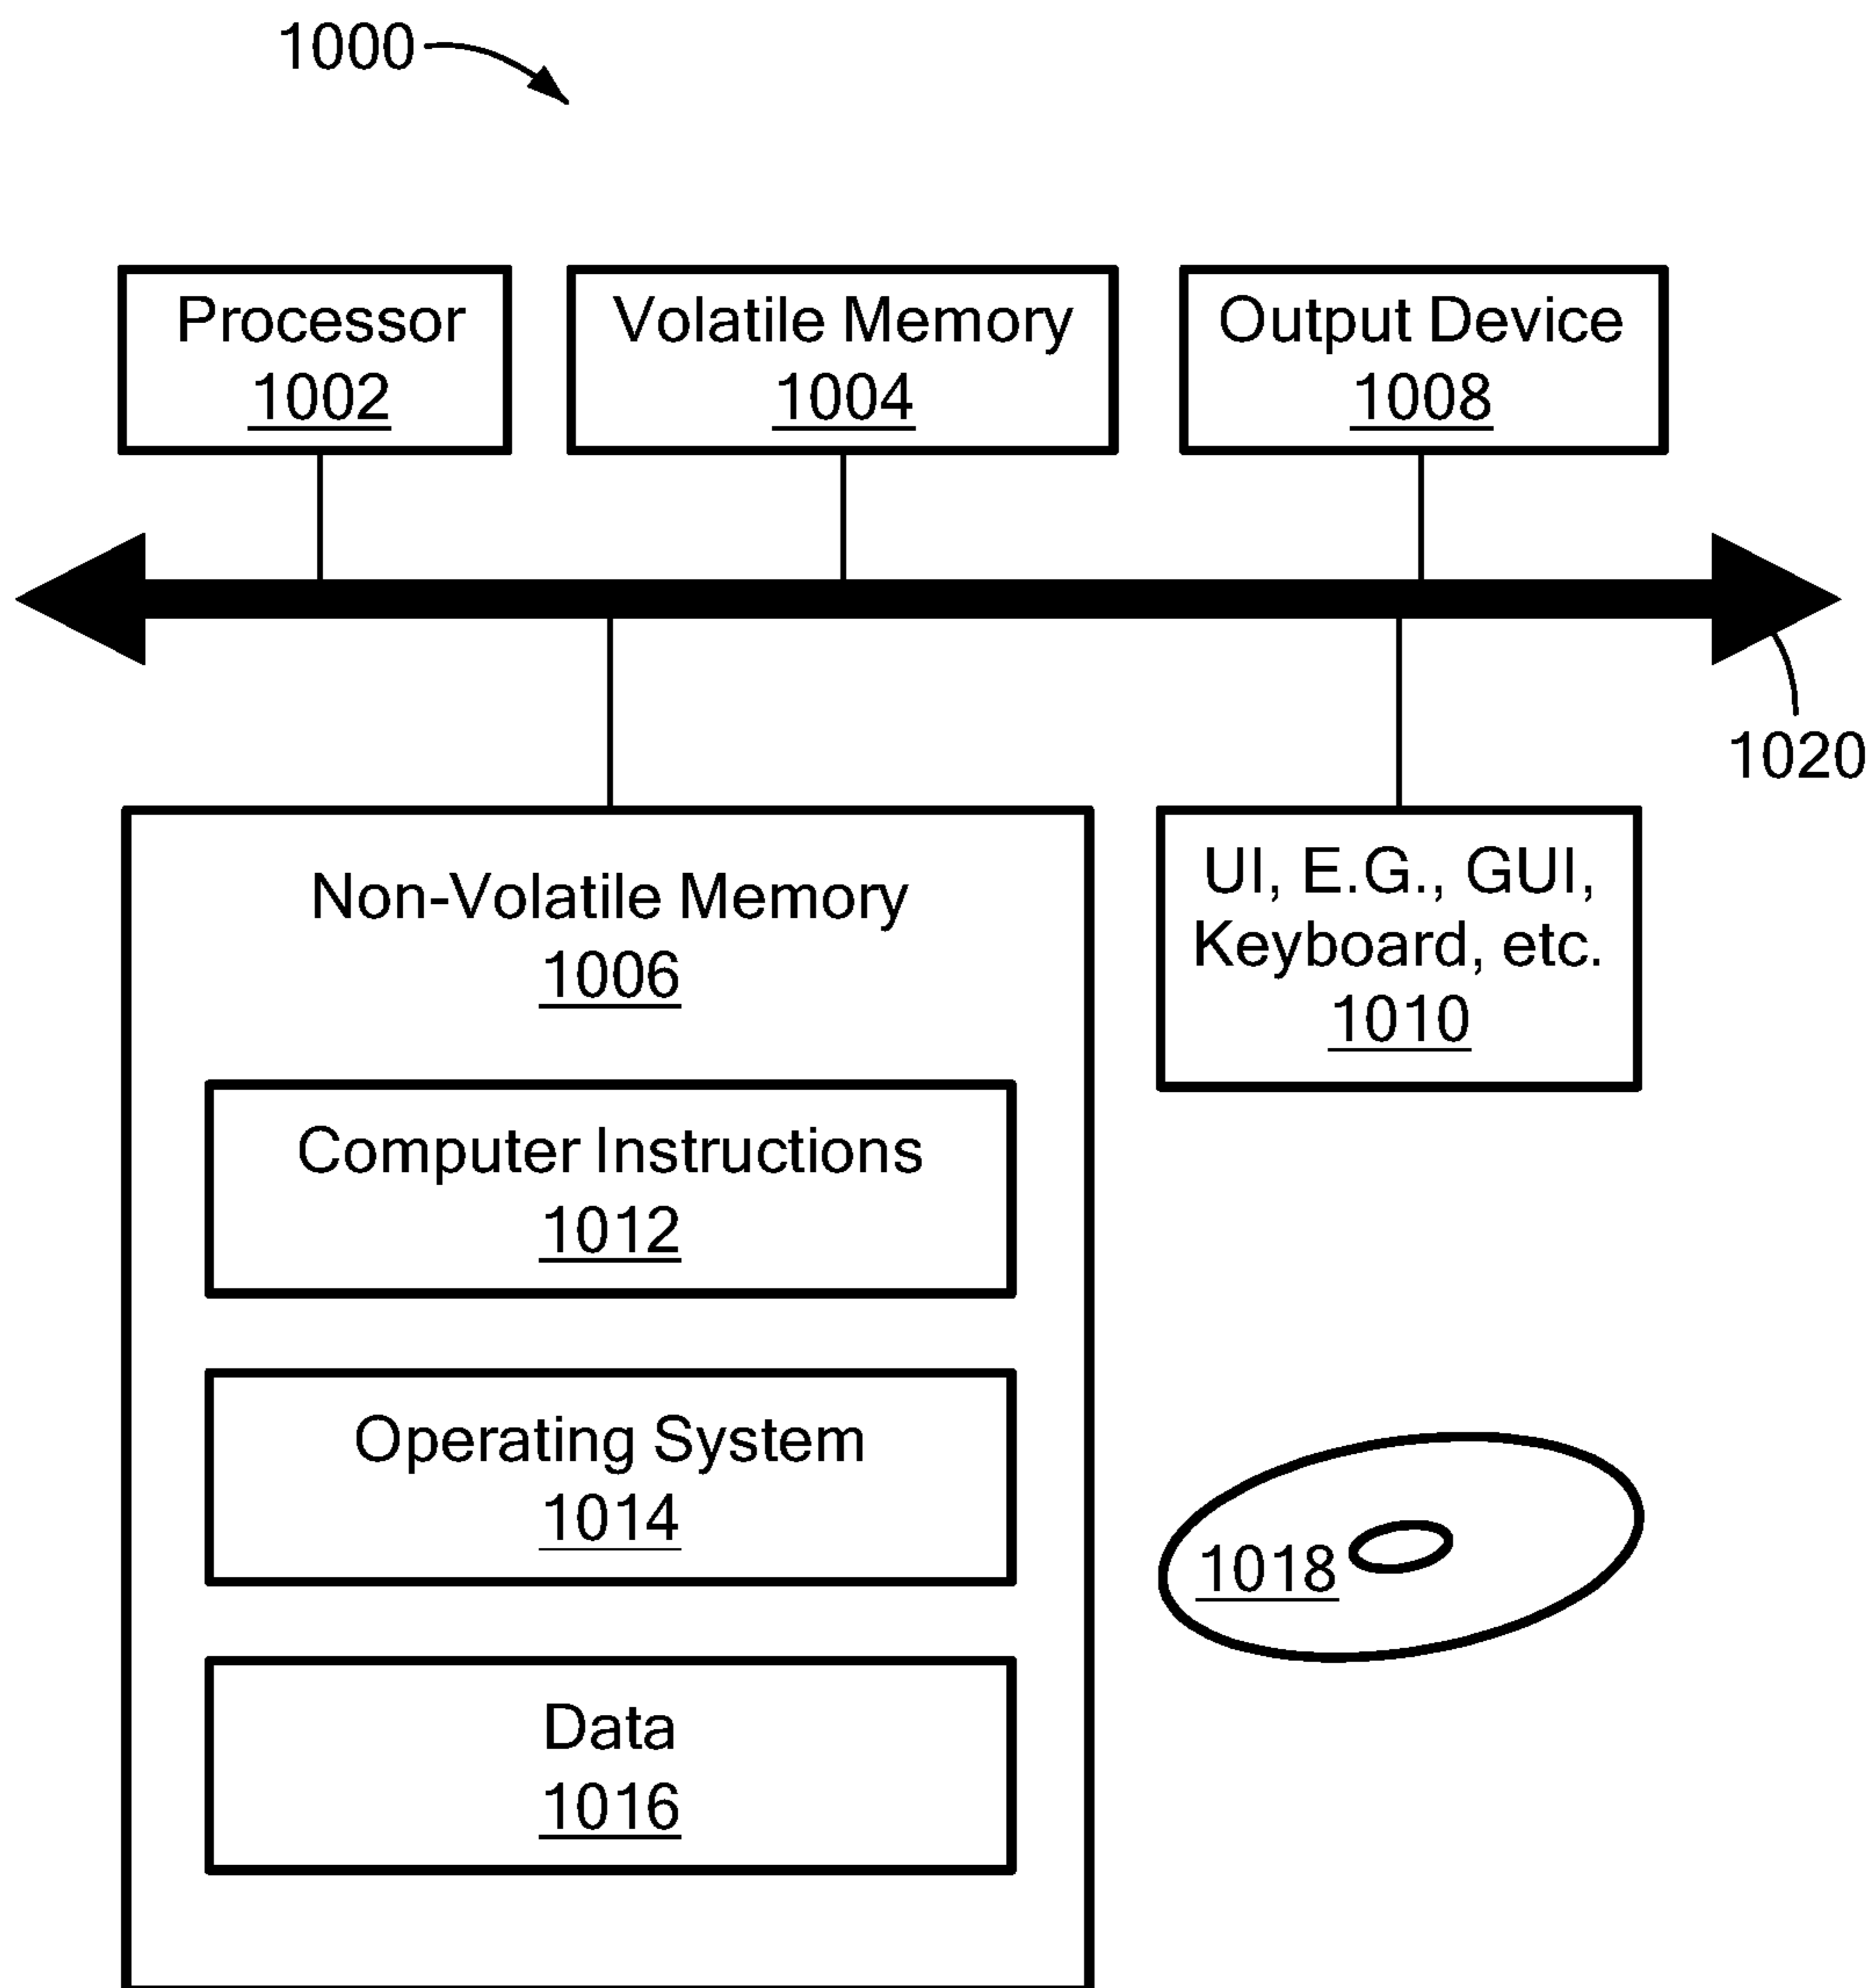 1000
Processor
1002
Volatile Memory
1004
Output Device
1008
1020
Non-Volatile Memory
1006
UI, E.G., GUI,
Keyboard, etc.
1010
Computer Instructions
1012
Operating System
1014
1018
Data
1016